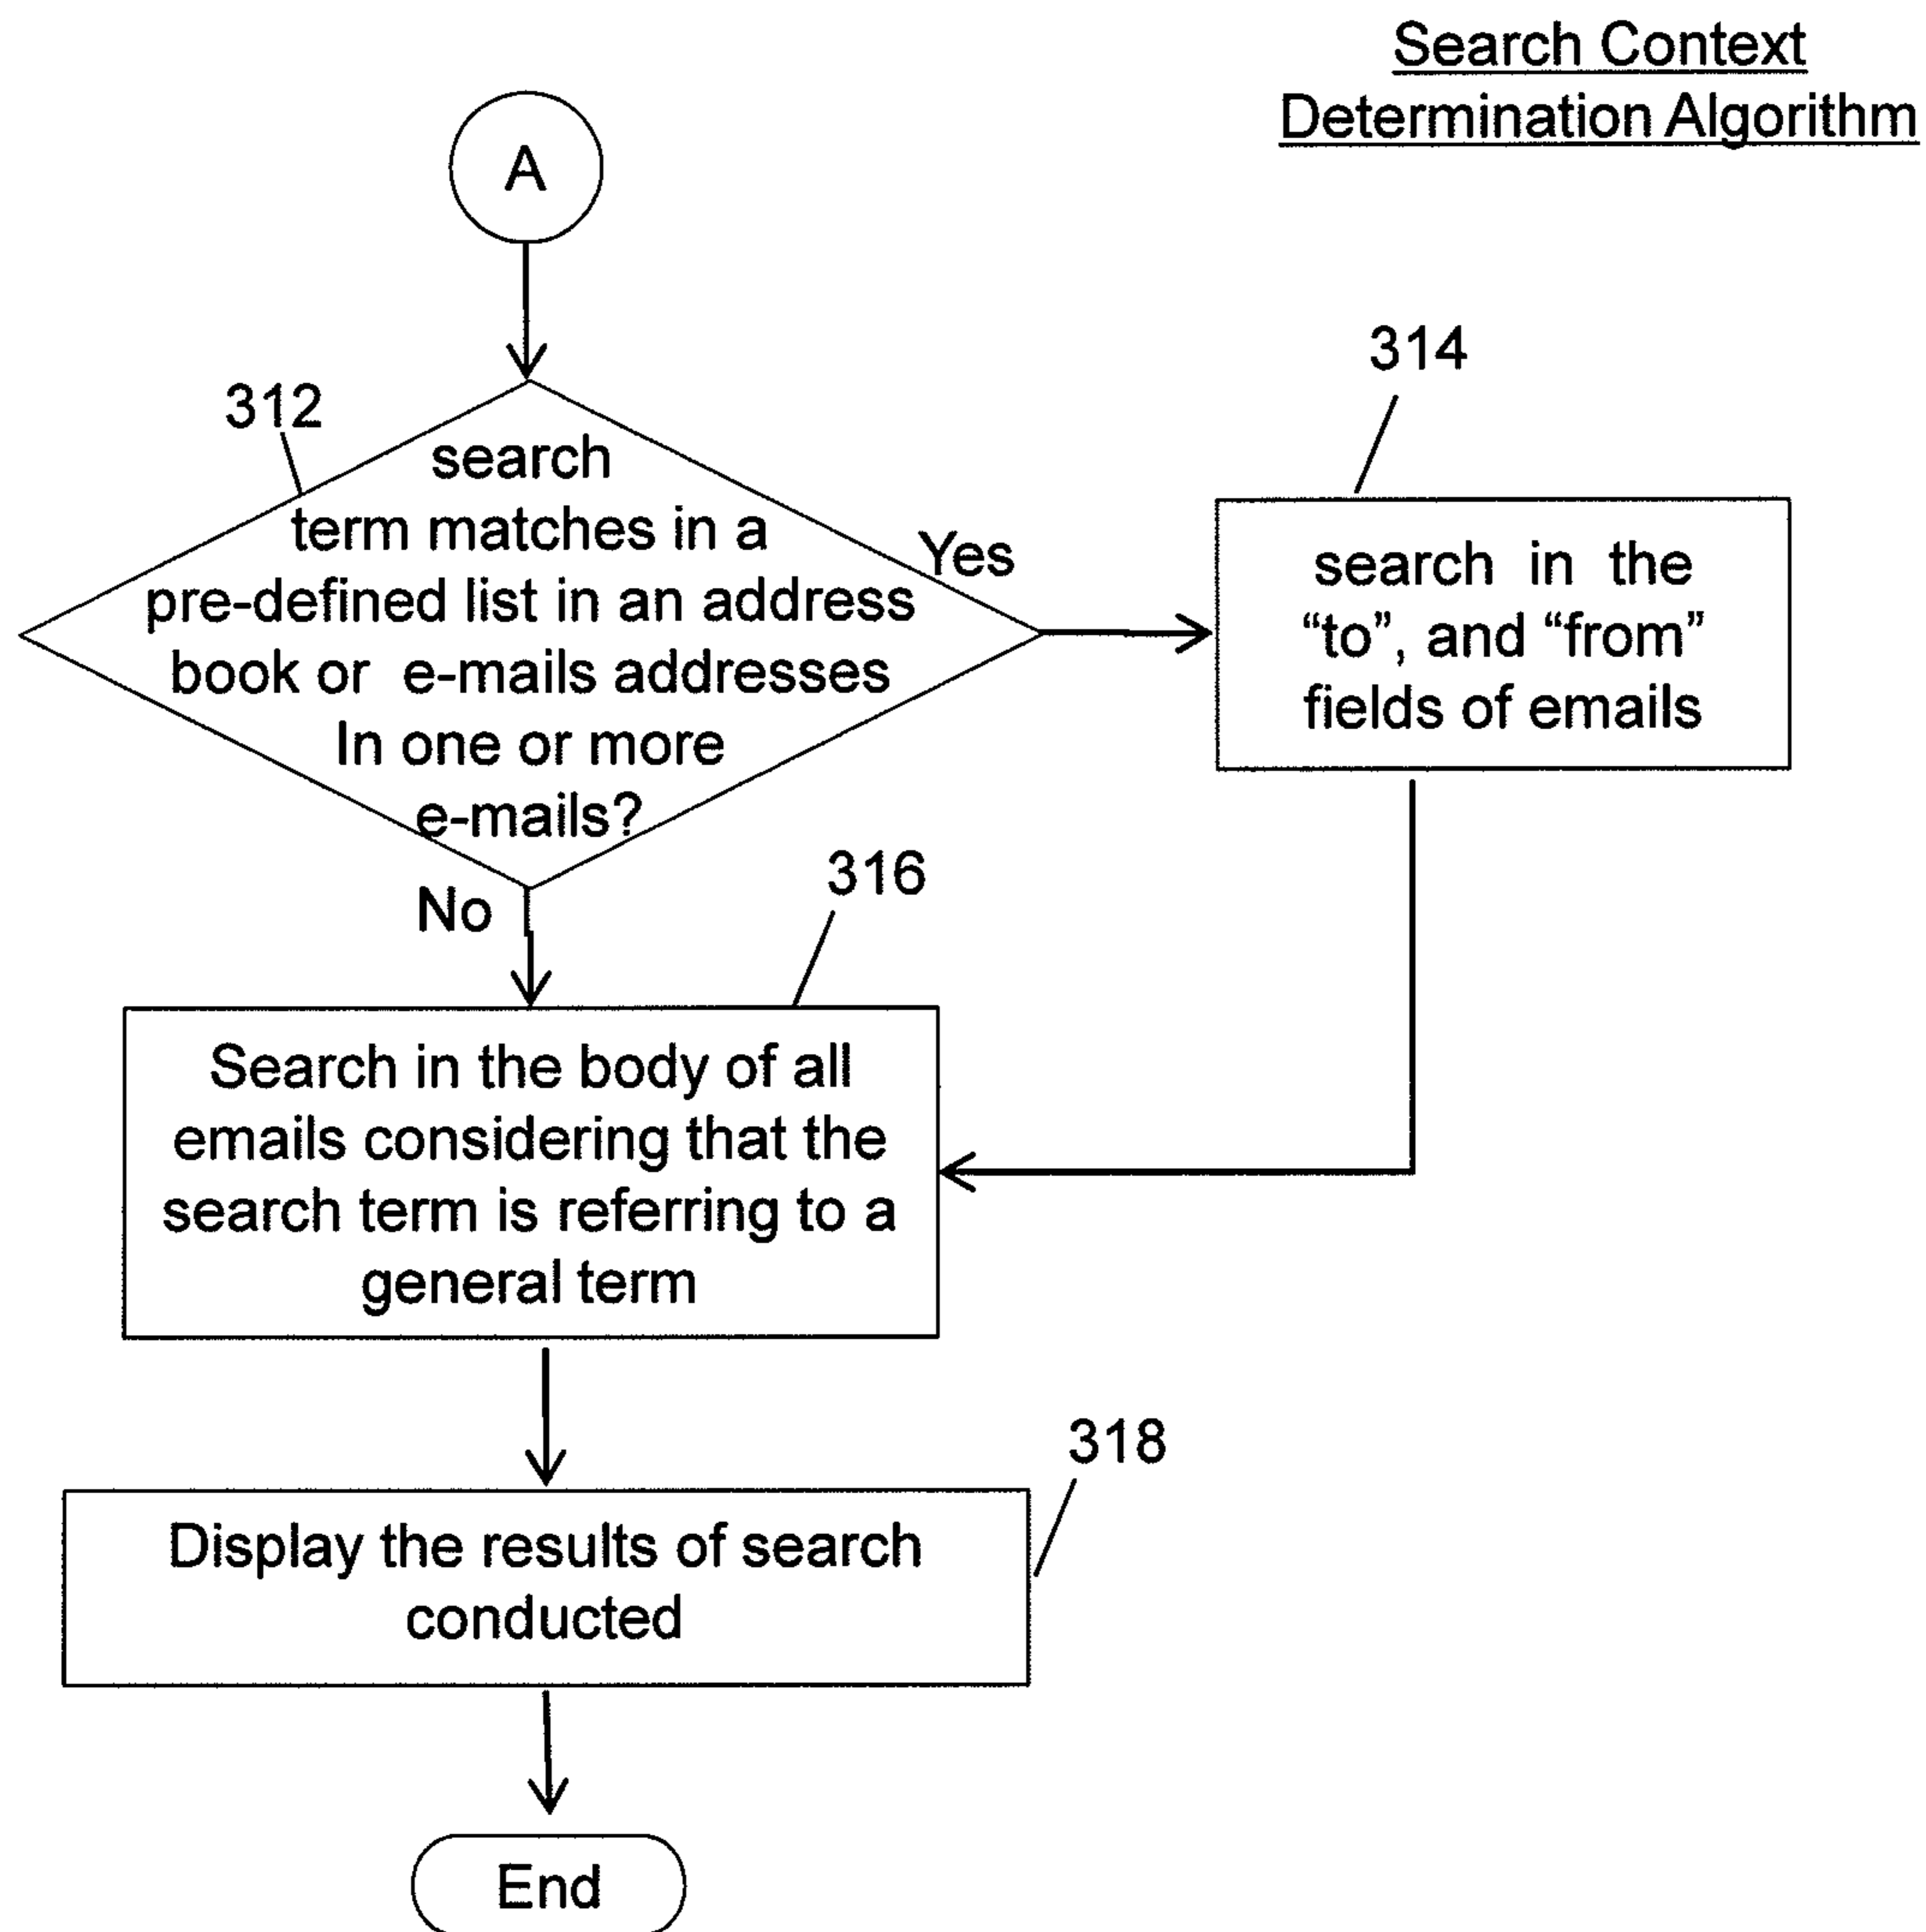 Search Context
Determination Algorithm
A
312
search
term matches in a
pre-defined list in an address
book or e-mails addresses
In one or more
e-mails?
Yes
314
search in the
“to”, and “from”
fields of emails
No
316
Search in the body of all
emails considering that the
search term is referring to a
general term
318
Display the results of search
conducted
End